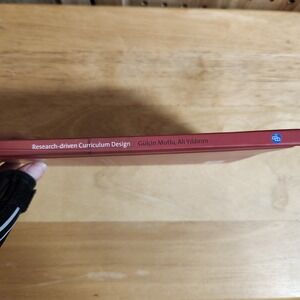 Research-driven Curriculum Design Gülçin Mutlu, Ali Yıldırım